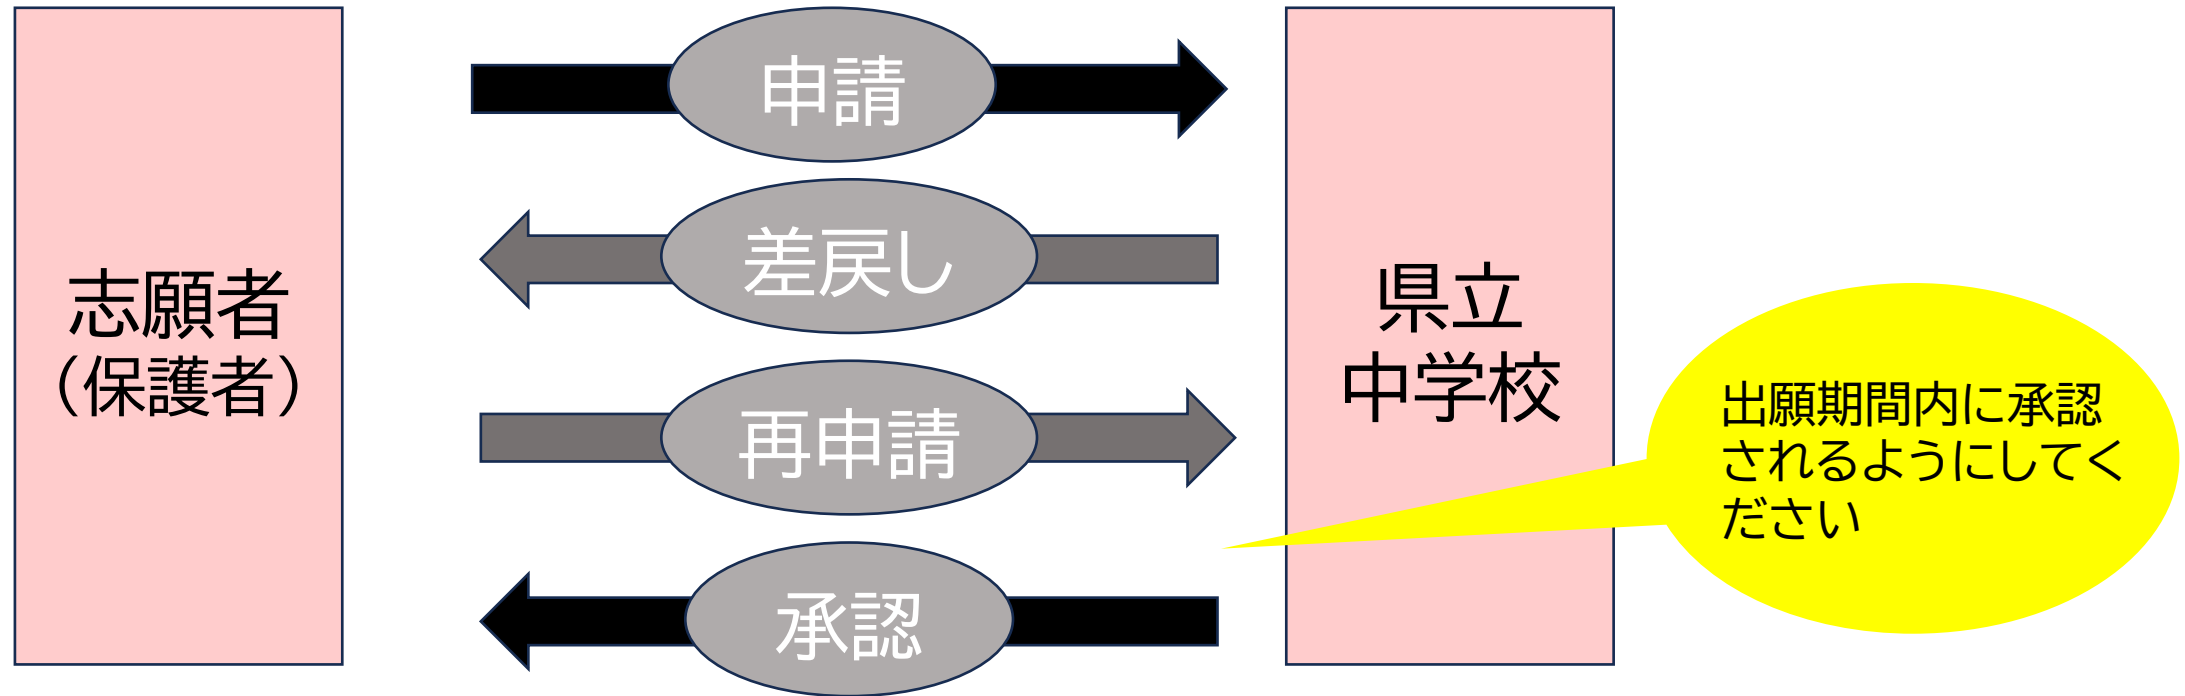 志願者
（保護者）
申請
差戻し
再申請
承認
県立
中学校
出願期間内に承認
されるようにしてく
ださい